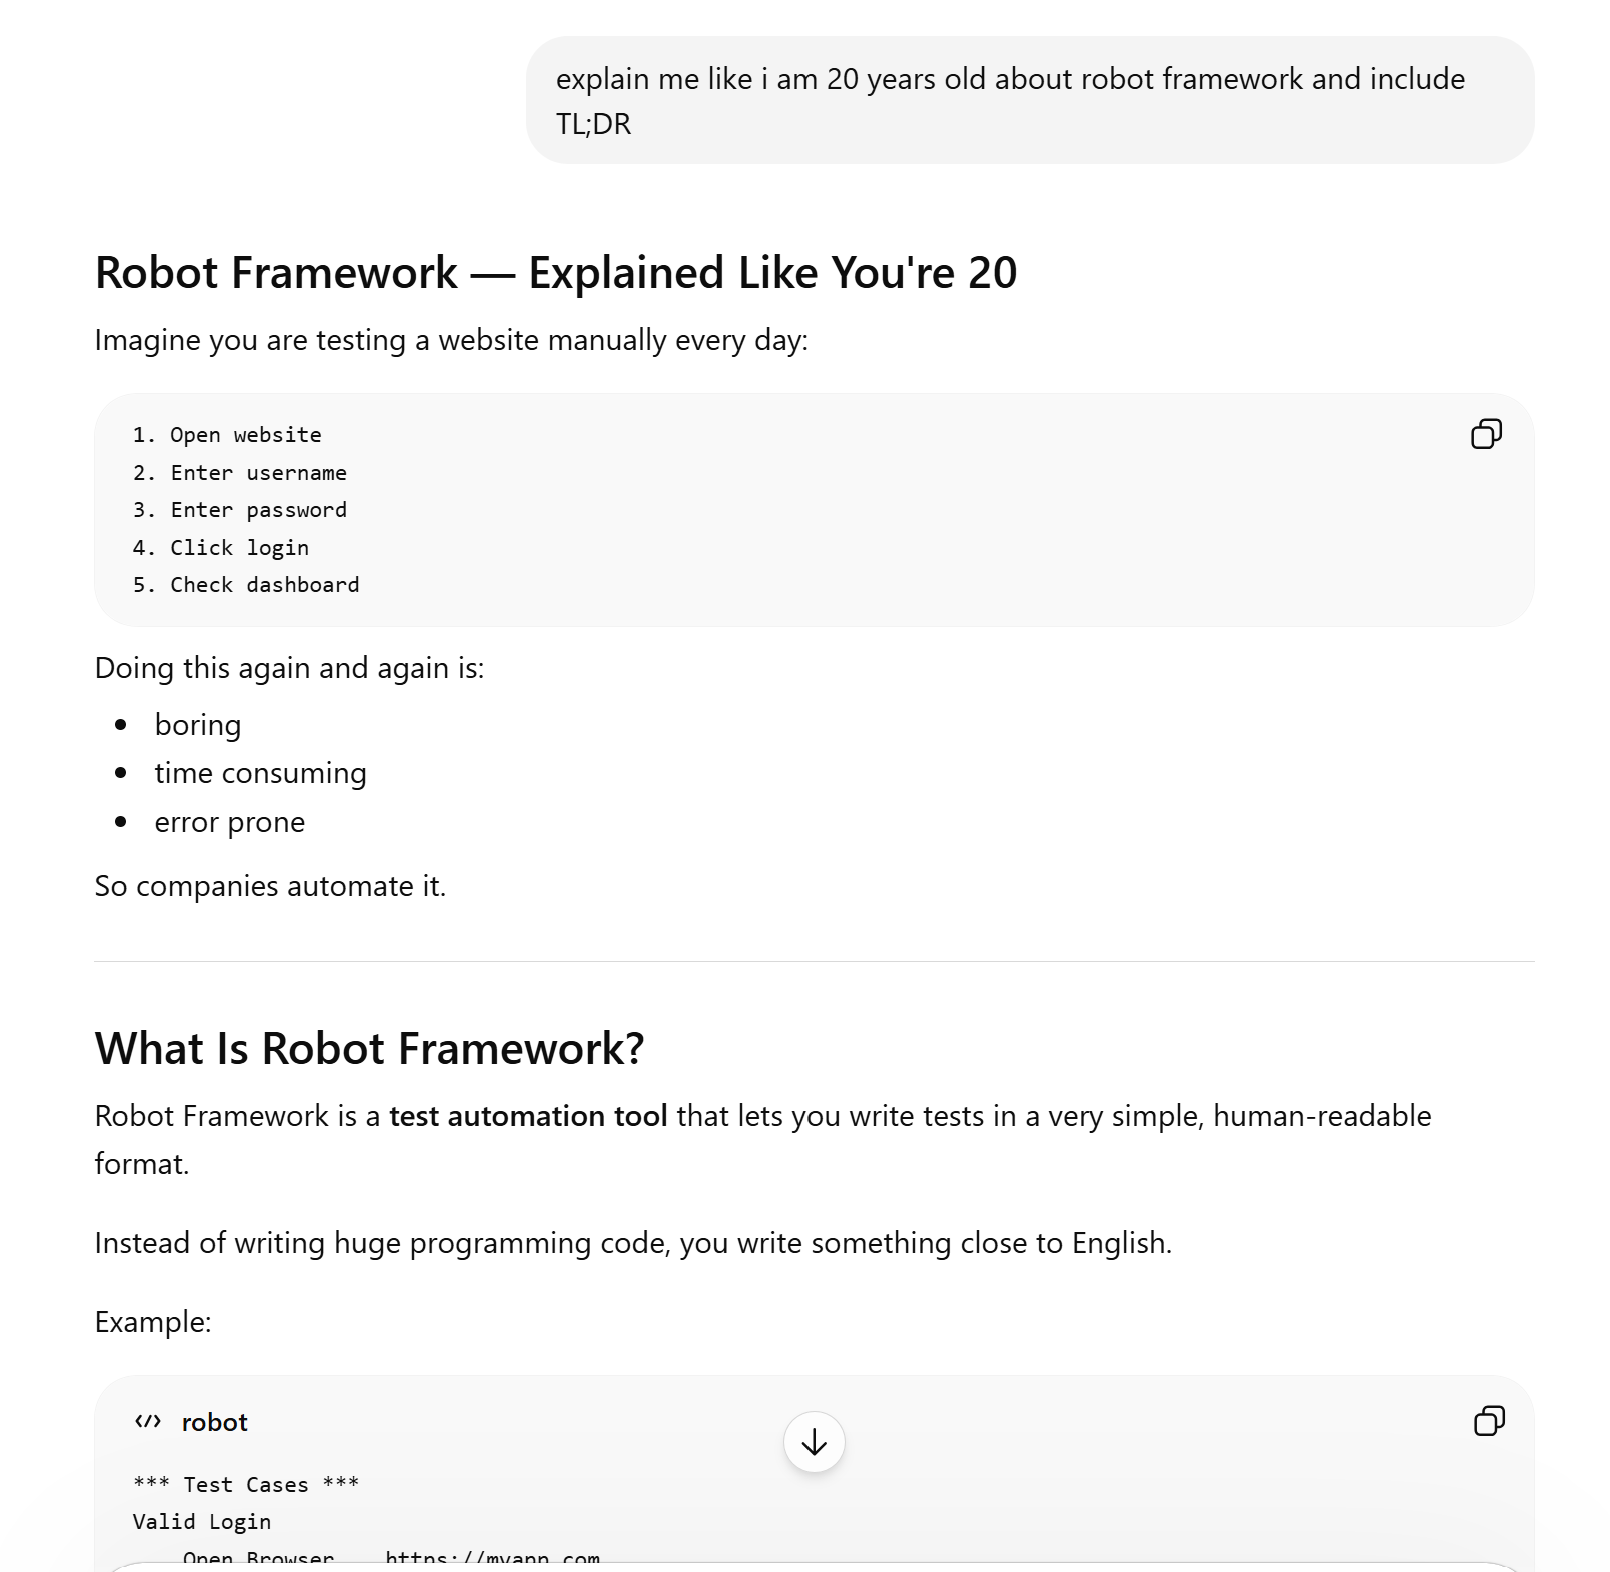 explain me like i am 20 years old about robot framework and include
TL;DR
Robot Framework — Explained Like You're 20
Imagine you are testing a website manually every day:
1. Open website
2. Enter username
3. Enter password
4. Click login
5. Check dashboard
Doing this again and again is:
• boring
• time consuming
• error prone
So companies automate it.
What Is Robot Framework?
Robot Framework is a test automation tool that lets you write tests in a very simple, human-readable
format.
Instead of writing huge programming code, you write something close to English.
Example:
robot
*** Test Cases ***
Valid Login
Open Browser    https://myapp.com